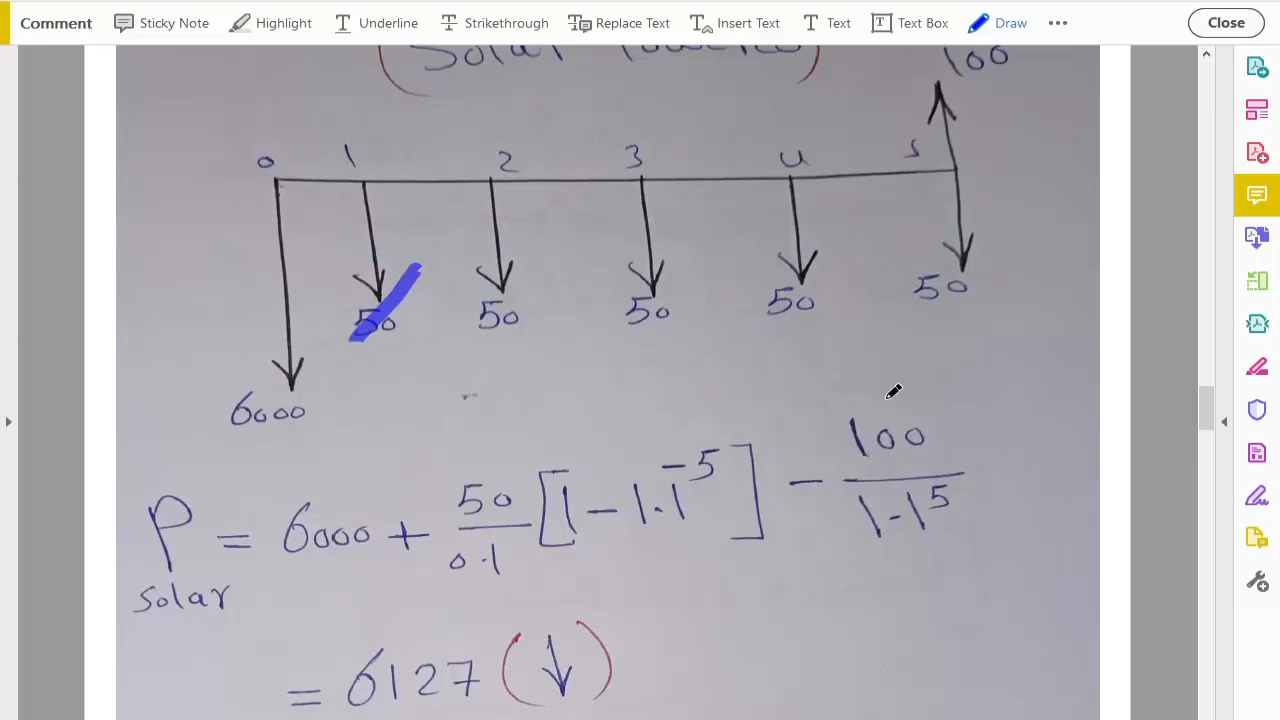 Comment Sticky Note Highlight Underline Strikethrough Replace Text Insert Text Text Text Box Draw Close
(Solar
100
0 1 2 3 4 5
50 50 50 50 50
6000
P solar = 6000 + 50/0.1 [1 - 1.1^-5] - 100/1.1^5
= 6127 (↓)